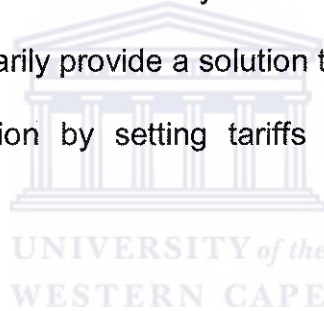 arily provide a solution t
ion by setting tariffs
UNIVERSITY of the
WESTERN CAPE